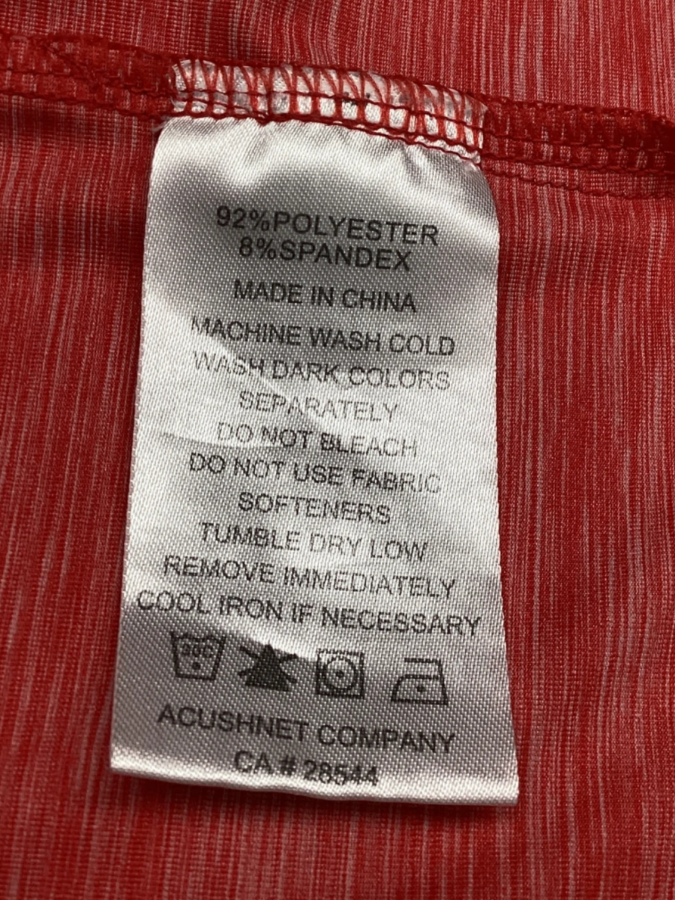 92%POLYESTER
8%SPANDEX
MADE IN CHINA
MACHINE WASH COLD
WASH DARK COLORS
SEPARATELY
DO NOT BLEACH
DO NOT USE FABRIC
SOFTENERS
TUMBLE DRY LOW
REMOVE IMMEDIATELY
COOL IRON IF NECESSARY
30C
ACUSHNET COMPANY
CA # 28544